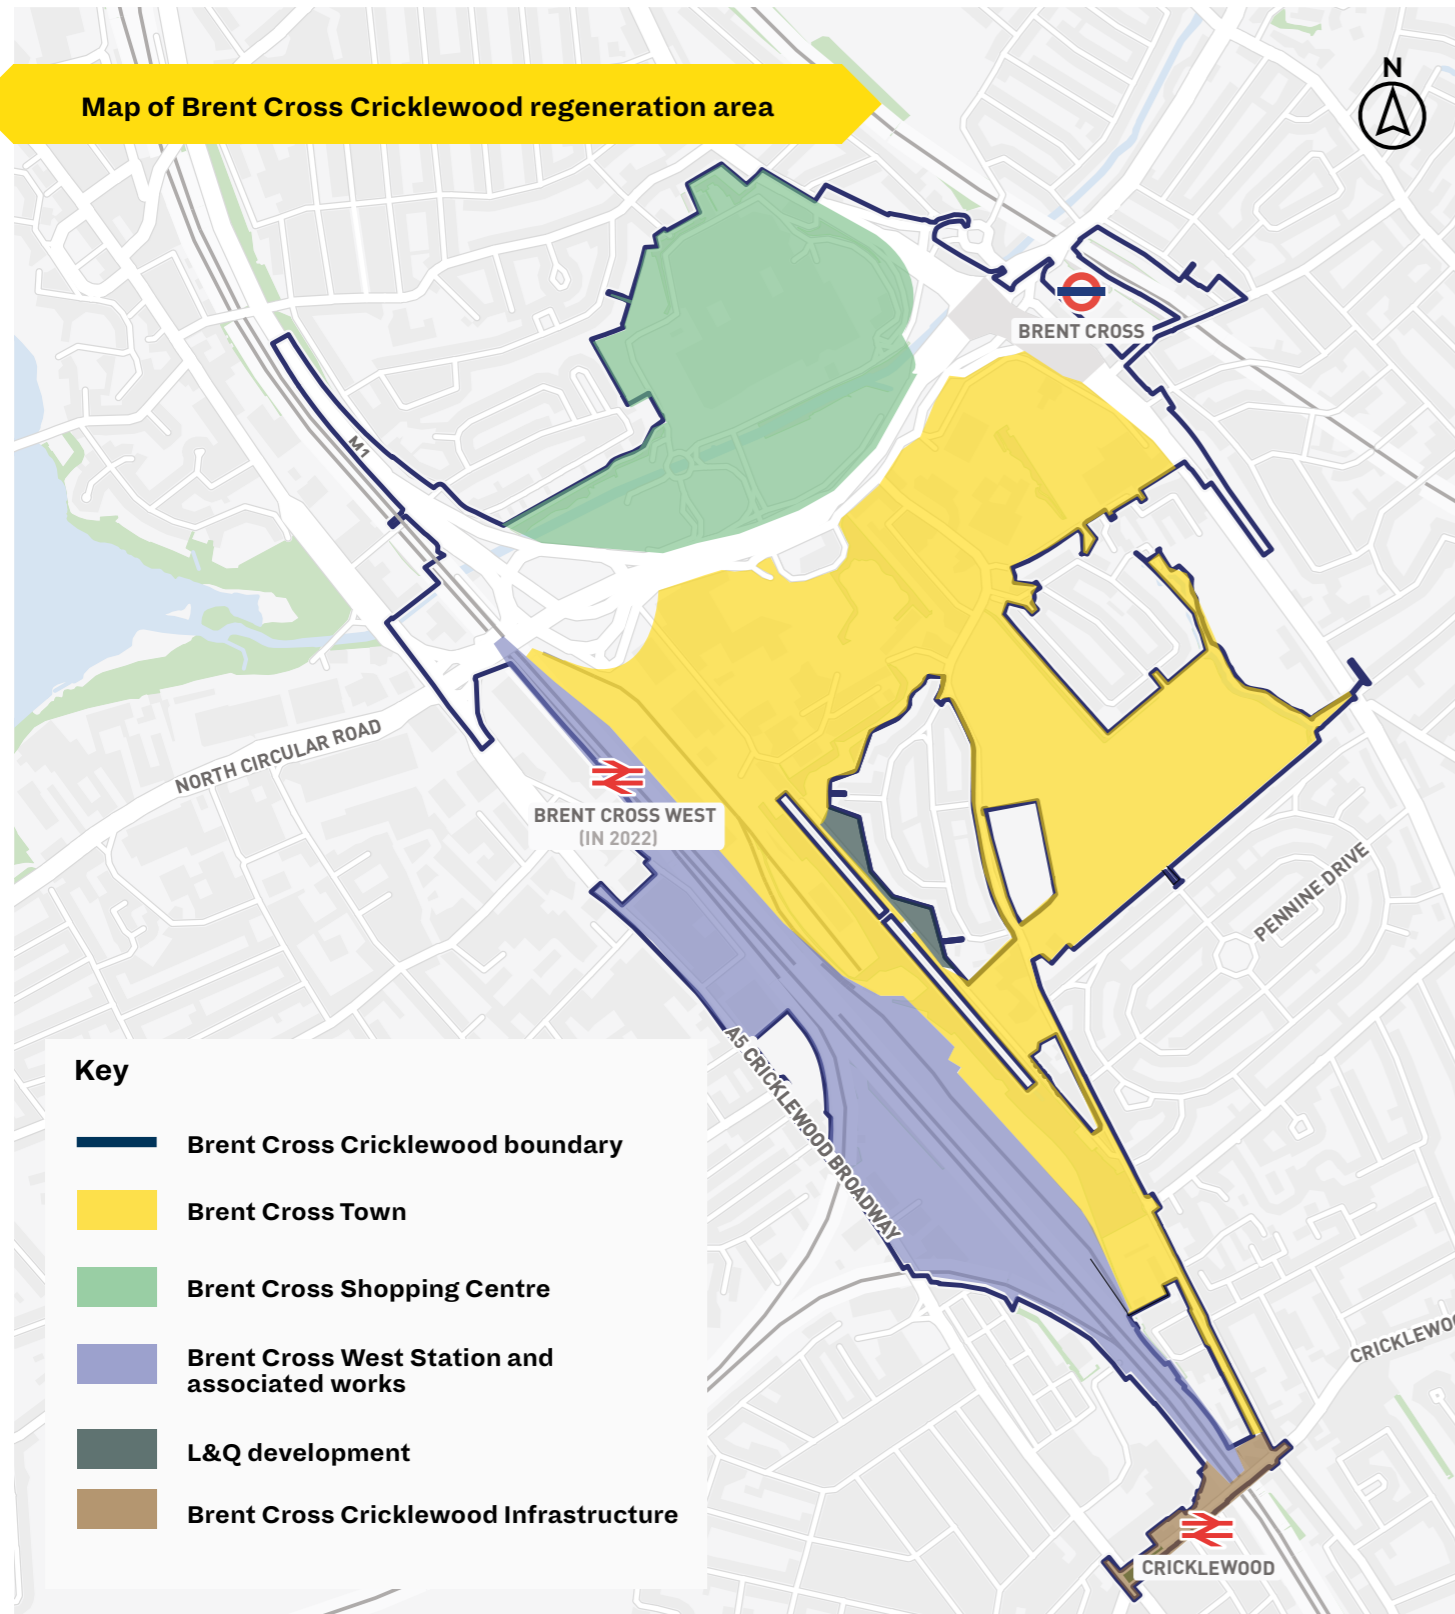 Map of Brent Cross Cricklewood regeneration area
N
BRENT CROSS
M1
NORTH CIRCULAR ROAD
BRENT CROSS WEST
(IN 2022)
PENNINE DRIVE
A5 CRICKLEWOOD BROADWAY
Key
Brent Cross Cricklewood boundary
Brent Cross Town
Brent Cross Shopping Centre
Brent Cross West Station and
associated works
L&Q development
Brent Cross Cricklewood Infrastructure
CRICKLEWOO
CRICKLEWOOD